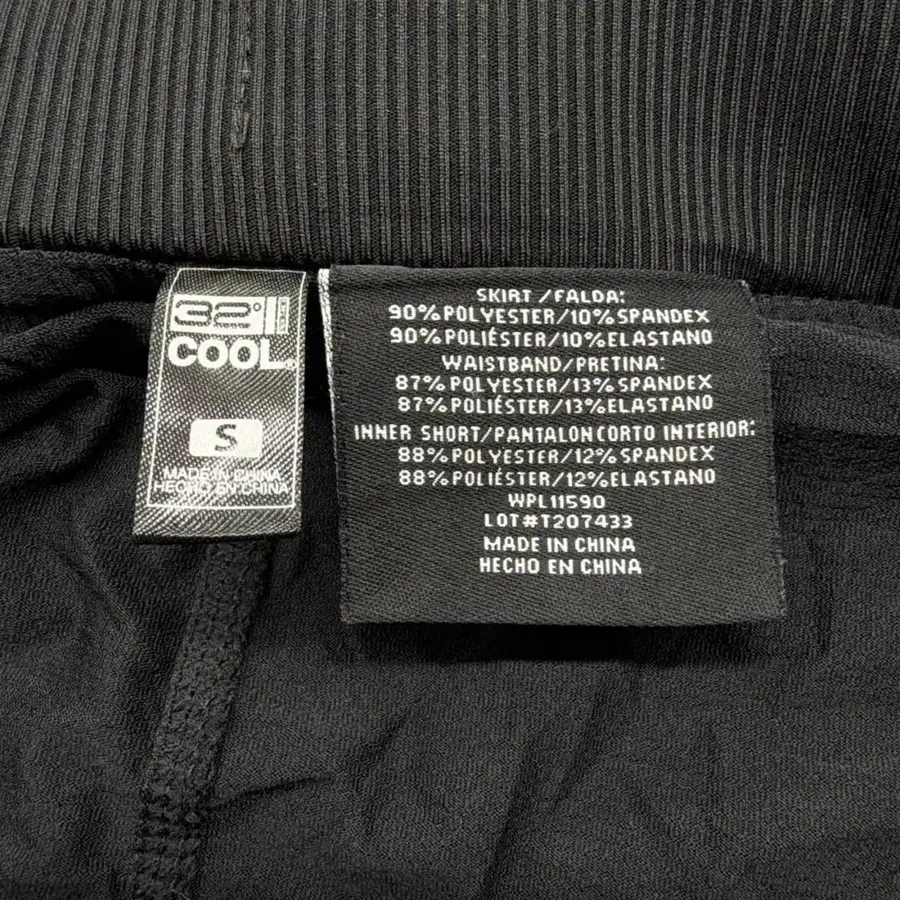 32°
COOL®
S
MADE IN CHINA
HECHO EN CHINA
SKIRT/FALDA:
90%POLYESTER/10%SPANDEX
90%POLIÉSTER/10%ELASTANO
WAISTBAND/PRETINA:
87%POLYESTER/13%SPANDEX
87%POLIÉSTER/13%ELASTANO
INNER SHORT/PANTALON CORTO INTERIOR:
88%POLYESTER/12%SPANDEX
88%POLIÉSTER/12%ELASTANO
WPL11590
LOT#T207433
MADE IN CHINA
HECHO EN CHINA